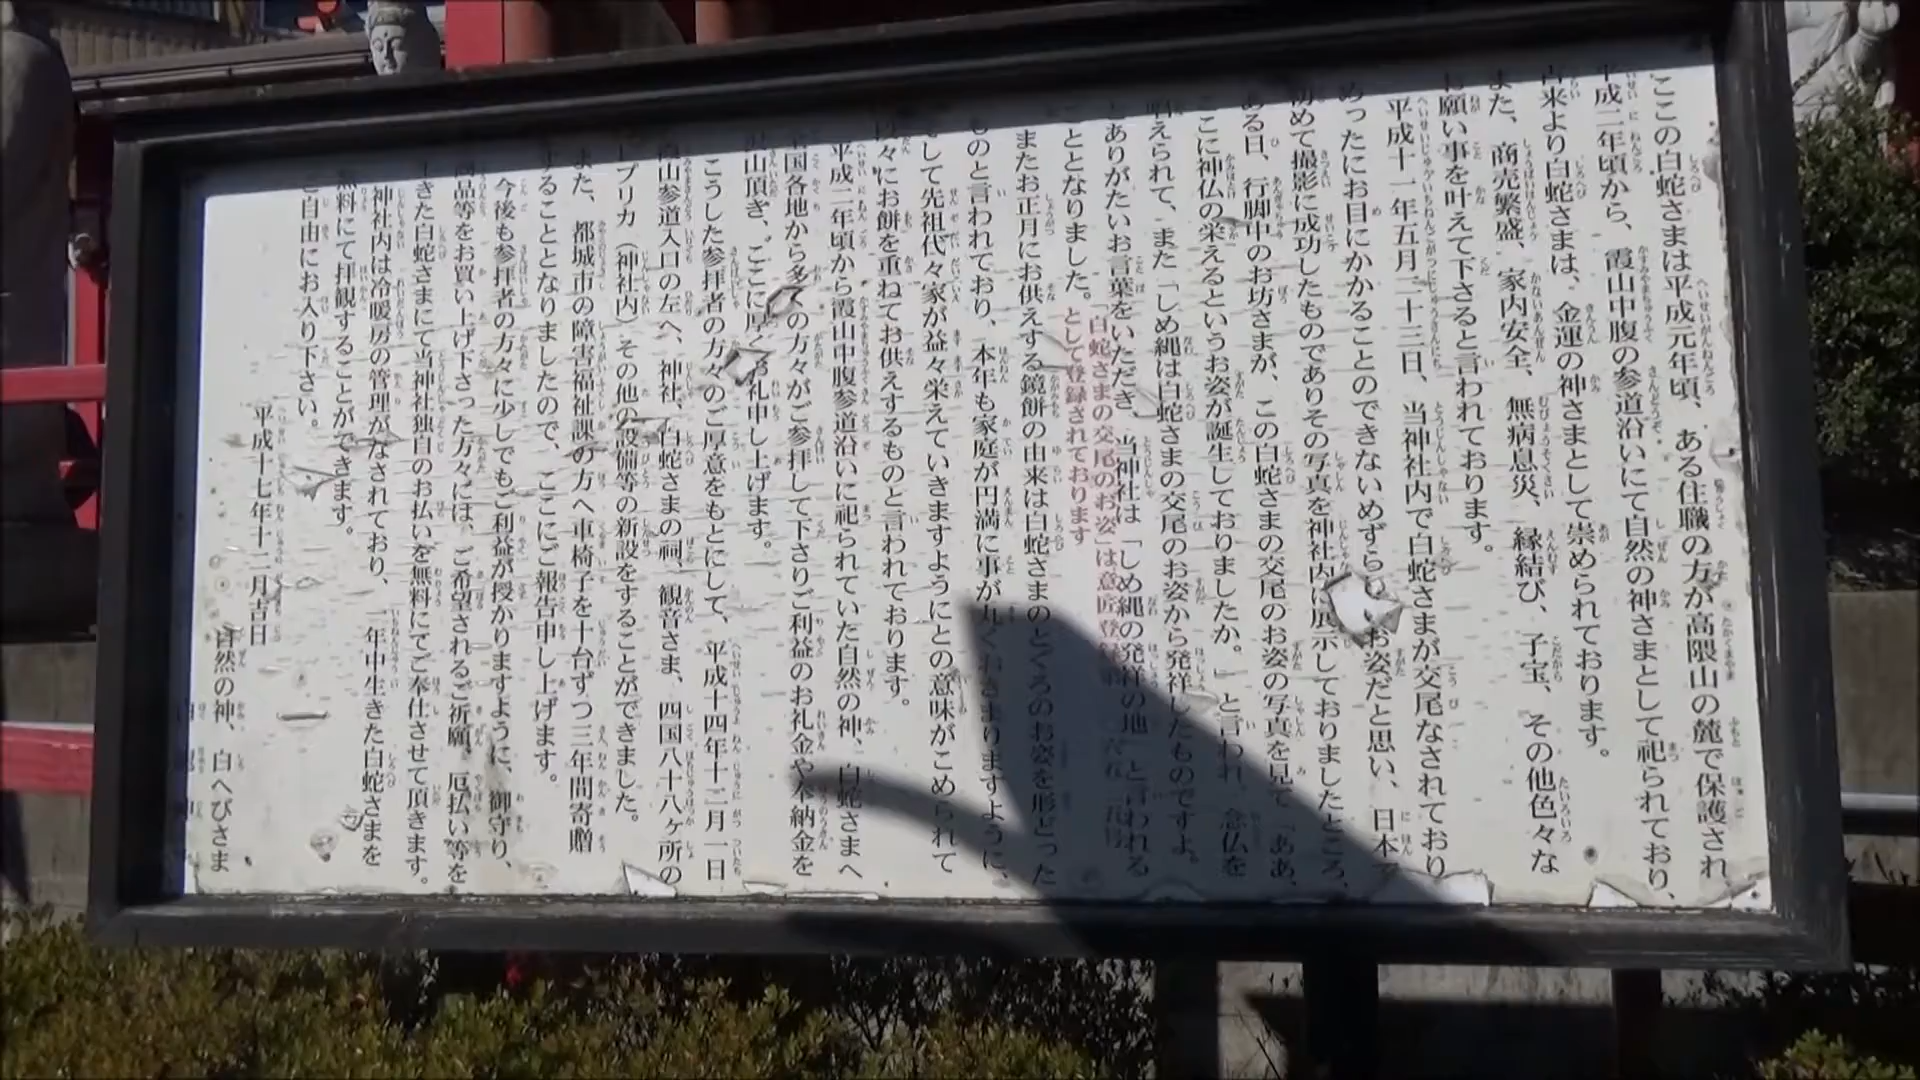 ここの白蛇さまは平成元年頃、ある住職の方が高隈山の麓で保護され
平成二年頃から、霞山中腹の参道沿いにて自然の神さまとして祀られており、
古来より白蛇さまは、金運の神さまとして崇められております。
また、商売繁盛、家内安全、無病息災、縁結び、子宝、その他色々な
お願い事を叶えて下さると言われております。
平成十一年五月二十三日、当神社内で白蛇さまが交尾なされており
めったにお目にかかることのできないめずらしいお姿だと思い、日本で
初めて撮影に成功したものでありその写真を神社内に展示しておりましたところ、
ある日、行脚中のお坊さまが、この白蛇さまの交尾のお姿の写真を見て「ああ、
ここに神仏の栄えるというお姿が誕生しておりましたか。」と言われ、念仏を
唱えられて、また「しめ縄は白蛇さまの交尾のお姿から発祥したものですよ。
とありがたいお言葉をいただき、当神社は「しめ縄の発祥の地」と言われる
こととなりました。
「白蛇さまの交尾のお姿」は意匠登録第
として登録されております
またお正月にお供えする鏡餅の由来は白蛇さまのとぐろのお姿を形どった
ものと言われており、本年も家庭が円満に事が丸くおさまりますように、
そして先祖代々家が益々栄えていきますようにとの意味がこめられて
段々にお餅を重ねてお供えするものと言われております。
平成二年頃から霞山中腹参道沿いに祀られていた自然の神、白蛇さまへ
全国各地から多くの方々がご参拝して下さりご利益のお礼金や奉納金を
沢山頂き、ここに厚くお礼申し上げます。
こうした参拝者の方々のご厚意をもとにして、平成十四年十二月一日
霞山参道入口の左へ、神社、白蛇さまの祠、観音さま、四国八十八ヶ所の
レプリカ（神社内）その他の設備等の新設をすることができました。
また、都城市の障害福祉課の方へ車椅子を十台ずつ三年間寄贈
することとなりましたので、ここにご報告申し上げます。
今後も参拝者の方々に少しでもご利益が授かりますように、御守り、
商品等をお買い上げ下さった方々には、ご希望されるご祈願、厄払い等を
生きた白蛇さまにて当神社独自のお払いを無料にてご奉仕させて頂きます。
神社内は冷暖房の管理がなされており、一年中生きた白蛇さまを
無料にて拝観することができます。
ご自由にお入り下さい。
平成十七年十二月吉日
自然の神、白へびさま